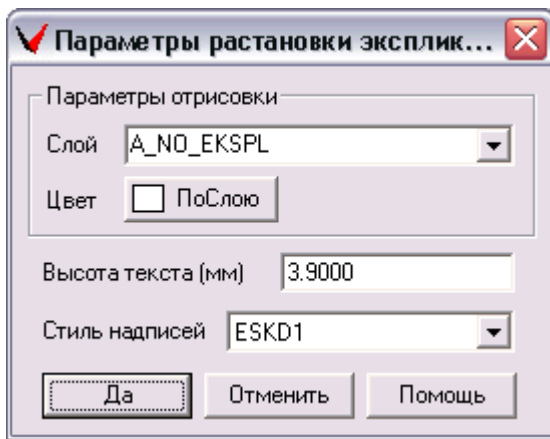 Параметры растановки эксплик...
Параметры отрисовки
Слой A_NO_EKSPL
Цвет ПоСлою
Высота текста (мм) 3.9000
Стиль надписей ESKD1
Да Отменить Помощь